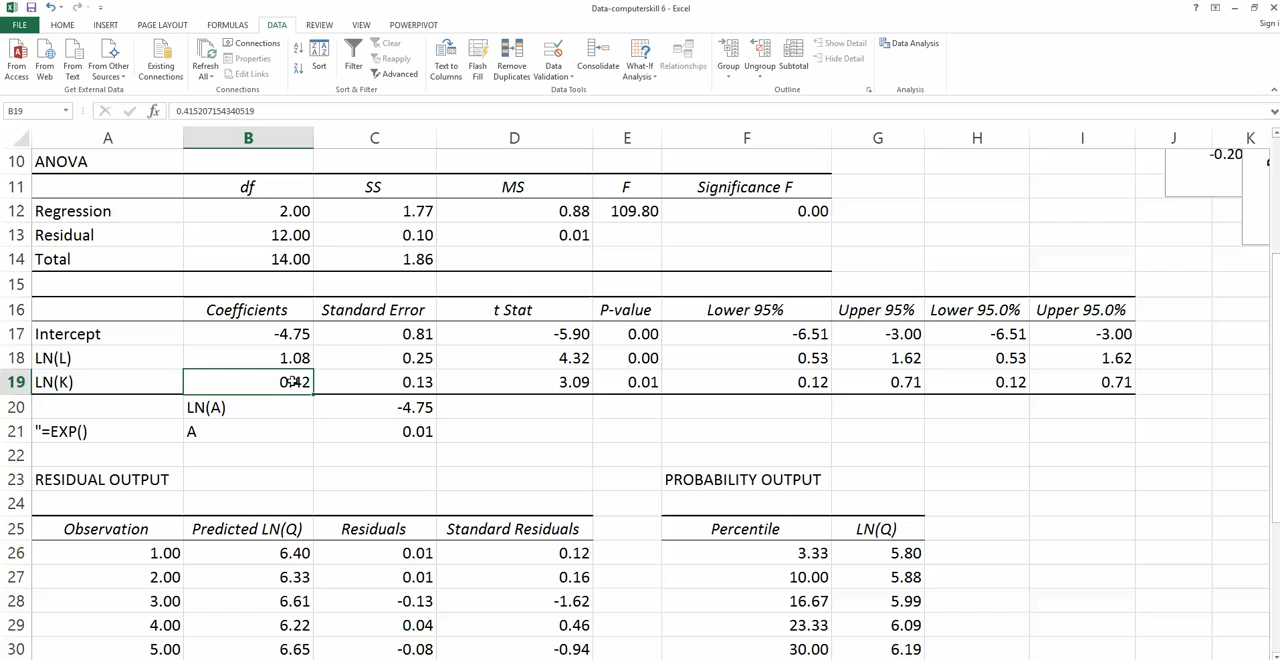 Data-computerskill 6 - Excel
?
FILE HOME INSERT PAGE LAYOUT FORMULAS DATA REVIEW VIEW POWERPIVOT Sign i
From Access From Web From Text From Other Sources Existing Connections Refresh All Connections Properties Edit Links Sort Filter Clear Reapply Advanced Text to Columns Flash Fill Remove Duplicates Data Validation Consolidate What-If Analysis Relationships Group Ungroup Subtotal Show Detail Hide Detail Data Analysis
Get External Data Connections Sort & Filter Data Tools Outline Analysis
B19 fx 0.415207154340519
A B C D E F G H I J K
10 ANOVA -0.20
11 df SS MS F Significance F
12 Regression 2.00 1.77 0.88 109.80 0.00
13 Residual 12.00 0.10 0.01
14 Total 14.00 1.86
15
16 Coefficients Standard Error t Stat P-value Lower 95% Upper 95% Lower 95.0% Upper 95.0%
17 Intercept -4.75 0.81 -5.90 0.00 -6.51 -3.00 -6.51 -3.00
18 LN(L) 1.08 0.25 4.32 0.00 0.53 1.62 0.53 1.62
19 LN(K) 0.42 0.13 3.09 0.01 0.12 0.71 0.12 0.71
20 LN(A) -4.75
21 "=EXP() A 0.01
22
23 RESIDUAL OUTPUT PROBABILITY OUTPUT
24
25 Observation Predicted LN(Q) Residuals Standard Residuals Percentile LN(Q)
26 1.00 6.40 0.01 0.12 3.33 5.80
27 2.00 6.33 0.01 0.16 10.00 5.88
28 3.00 6.61 -0.13 -1.62 16.67 5.99
29 4.00 6.22 0.04 0.46 23.33 6.09
30 5.00 6.65 -0.08 -0.94 30.00 6.19